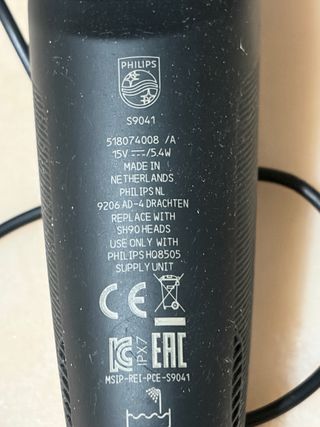 PHILIPS
S9041
518074008 /A
15V ⎓/5.4W
MADE IN
NETHERLANDS
PHILIPS NL
9206 AD-4 DRACHTEN
REPLACE WITH
SH90 HEADS
USE ONLY WITH
PHILIPS HQ8505
SUPPLY UNIT
CE
IPX7
EAC
MSIP-REI-PCE-S9041